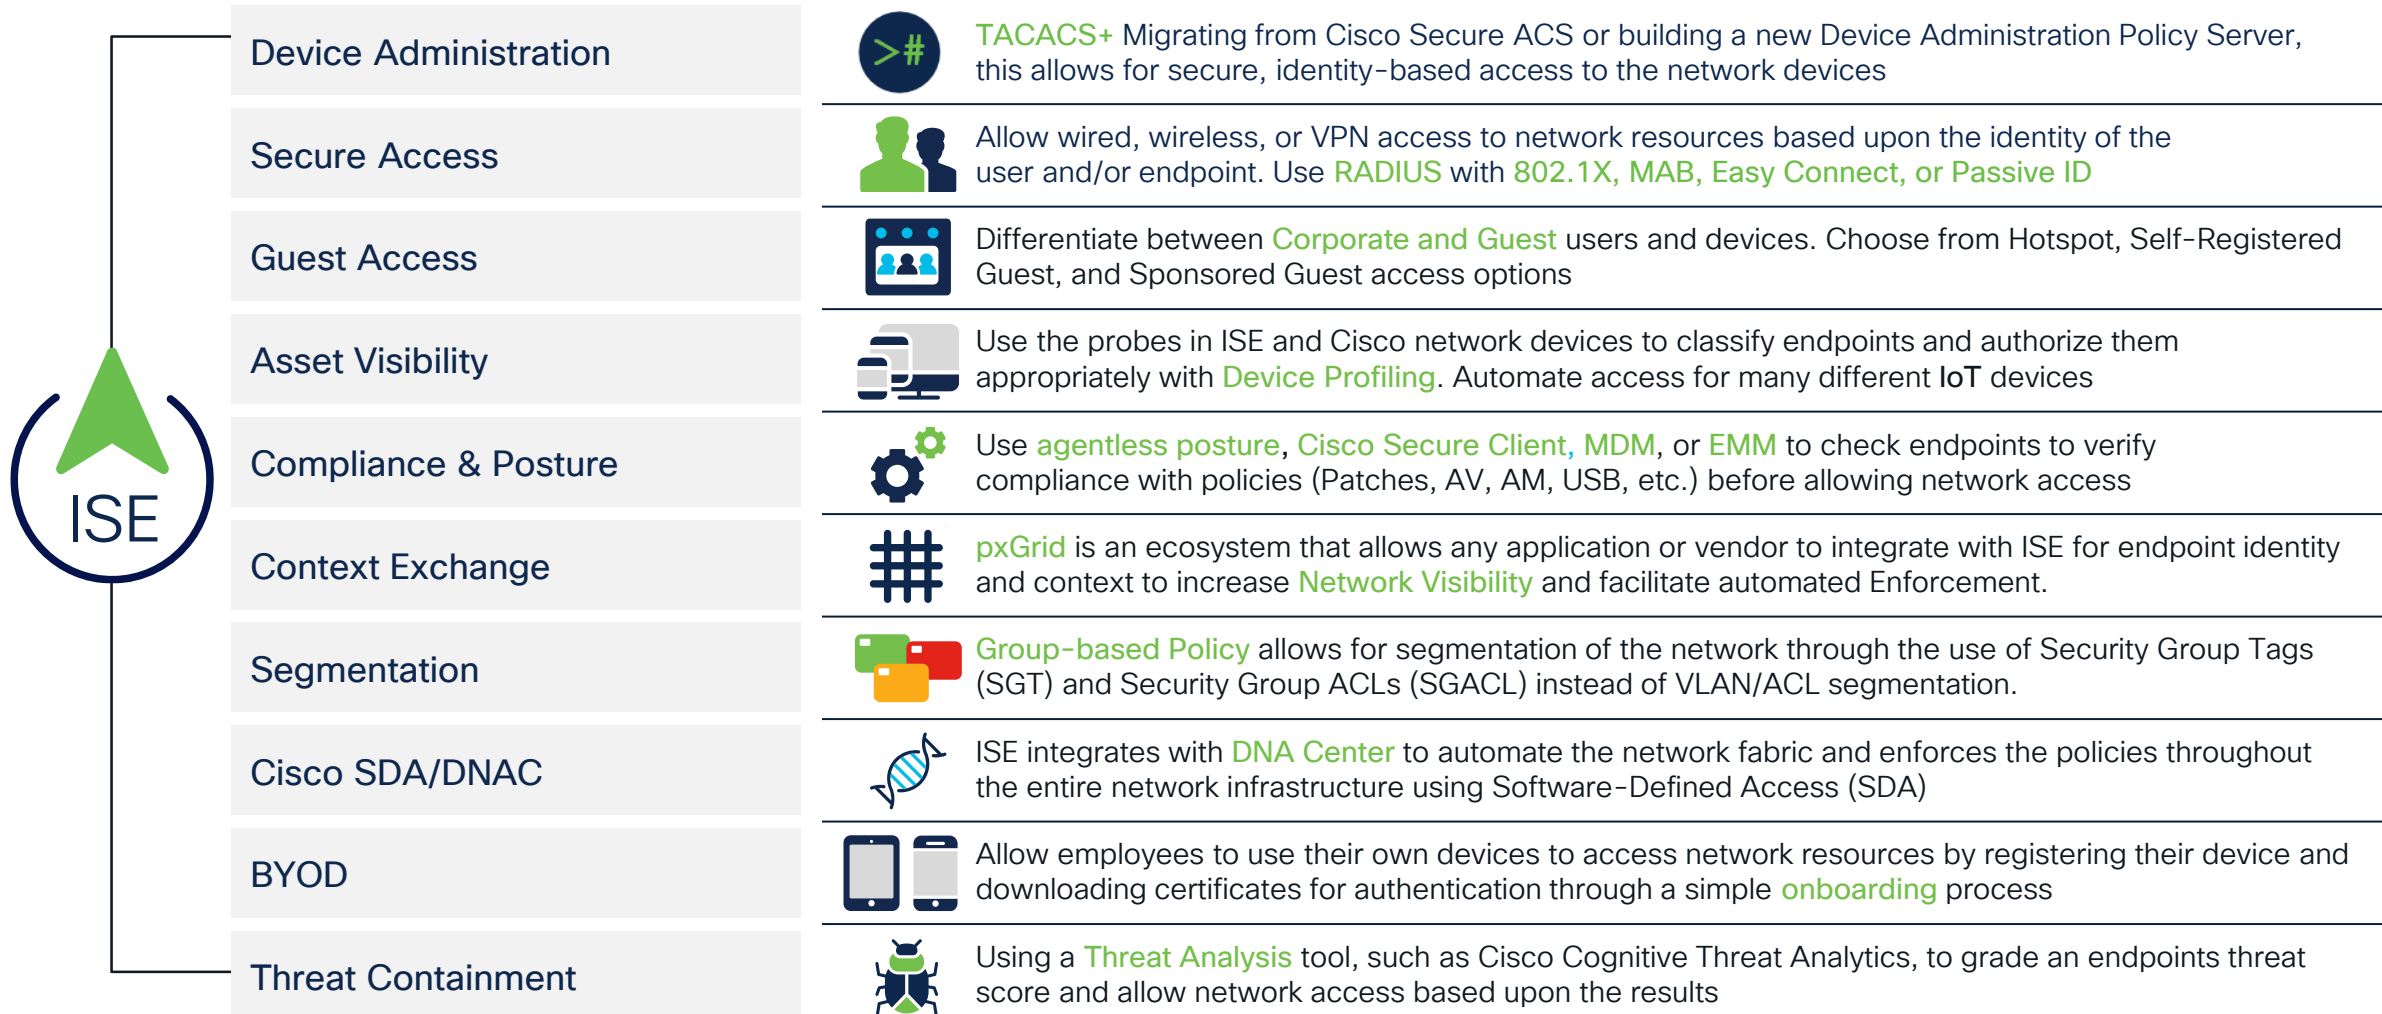 ISE
Device Administration
>#
TACACS+ Migrating from Cisco Secure ACS or building a new Device Administration Policy Server,
this allows for secure, identity-based access to the network devices
Secure Access
Allow wired, wireless, or VPN access to network resources based upon the identity of the
user and/or endpoint. Use RADIUS with 802.1X, MAB, Easy Connect, or Passive ID
Guest Access
Differentiate between Corporate and Guest users and devices. Choose from Hotspot, Self-Registered
Guest, and Sponsored Guest access options
Asset Visibility
Use the probes in ISE and Cisco network devices to classify endpoints and authorize them
appropriately with Device Profiling. Automate access for many different IoT devices
Compliance & Posture
Use agentless posture, Cisco Secure Client, MDM, or EMM to check endpoints to verify
compliance with policies (Patches, AV, AM, USB, etc.) before allowing network access
Context Exchange
pxGrid is an ecosystem that allows any application or vendor to integrate with ISE for endpoint identity
and context to increase Network Visibility and facilitate automated Enforcement.
Segmentation
Group-based Policy allows for segmentation of the network through the use of Security Group Tags
(SGT) and Security Group ACLs (SGACL) instead of VLAN/ACL segmentation.
Cisco SDA/DNAC
ISE integrates with DNA Center to automate the network fabric and enforces the policies throughout
the entire network infrastructure using Software-Defined Access (SDA)
BYOD
Allow employees to use their own devices to access network resources by registering their device and
downloading certificates for authentication through a simple onboarding process
Threat Containment
Using a Threat Analysis tool, such as Cisco Cognitive Threat Analytics, to grade an endpoints threat
score and allow network access based upon the results